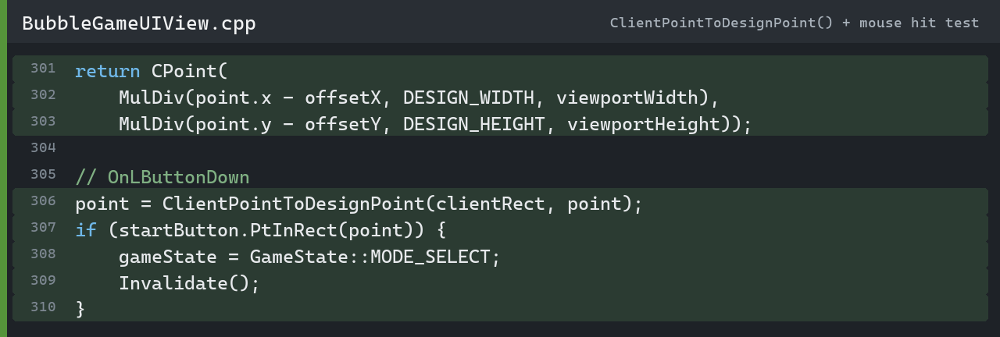 BubbleGameUIView.cpp
ClientPointToDesignPoint() + mouse hit test
301 return CPoint(
302     MulDiv(point.x - offsetX, DESIGN_WIDTH, viewportWidth),
303     MulDiv(point.y - offsetY, DESIGN_HEIGHT, viewportHeight));
304
305 // OnLButtonDown
306 point = ClientPointToDesignPoint(clientRect, point);
307 if (startButton.PtInRect(point)) {
308     gameState = GameState::MODE_SELECT;
309     Invalidate();
310 }